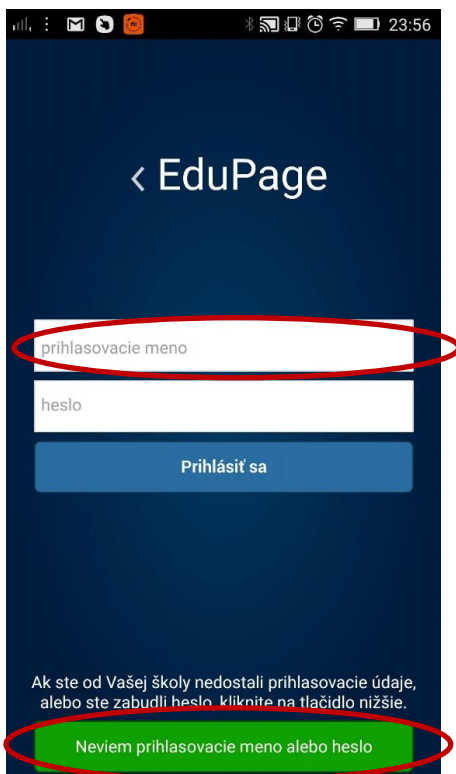 23:56
< EduPage
prihlasovacie meno
heslo
Prihlásiť sa
Ak ste od Vašej školy nedostali prihlasovacie údaje,
alebo ste zabudli heslo, kliknite na tlačidlo nižšie.
Neviem prihlasovacie meno alebo heslo